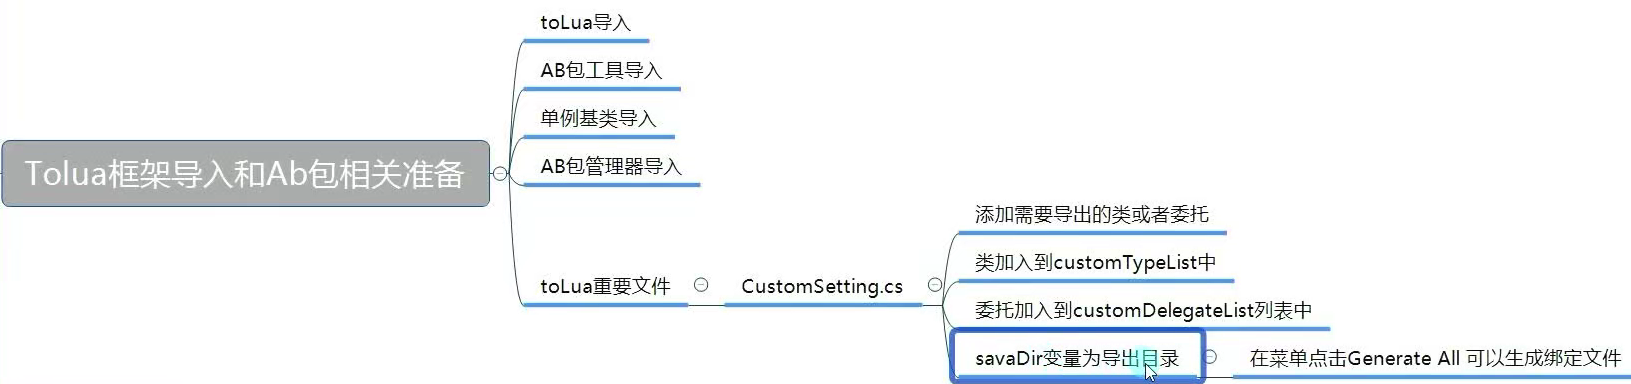 Tolua框架导入和Ab包相关准备
toLua导入
AB包工具导入
单例基类导入
AB包管理器导入
toLua重要文件
CustomSetting.cs
添加需要导出的类或者委托
类加入到customTypeList中
委托加入到customDelegateList列表中
savaDir变量为导出目录
在菜单点击Generate All 可以生成绑定文件